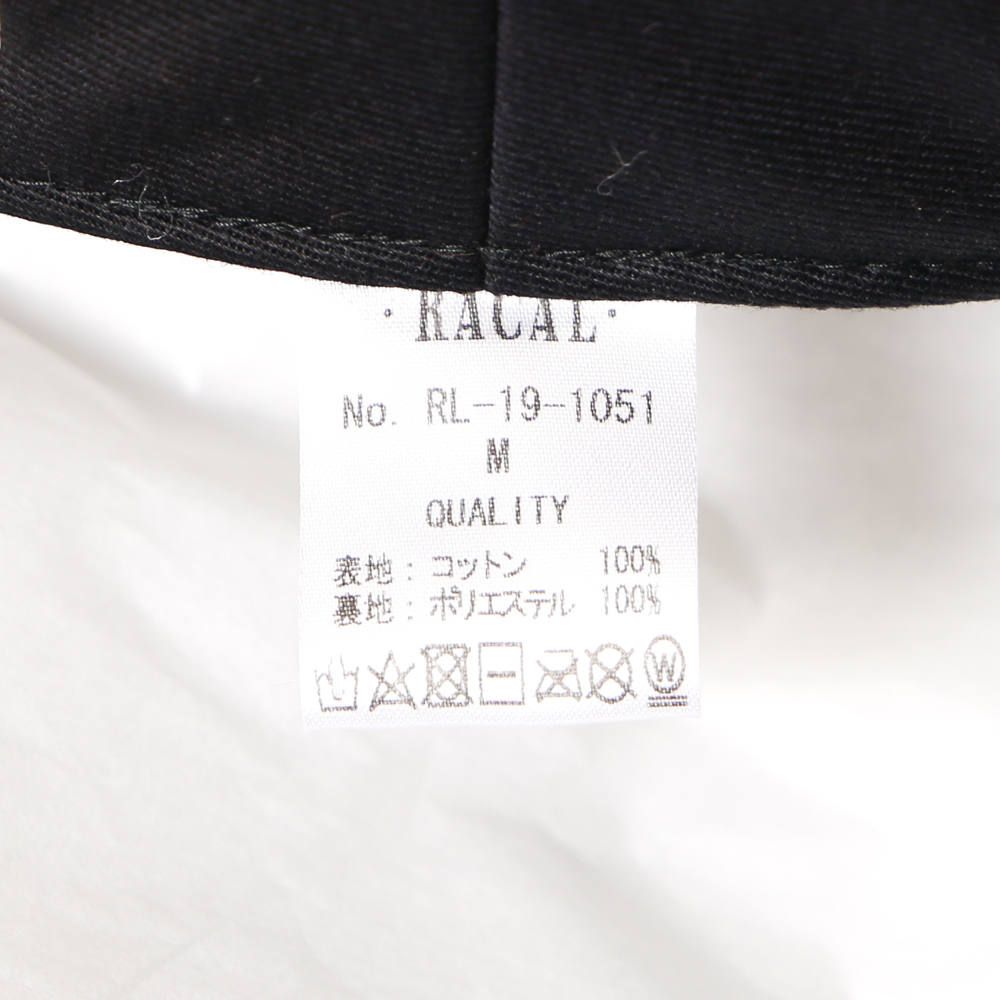 · RACAL ·
No. RL-19-1051
M
QUALITY
表地: コットン 100%
裏地: ポリエステル 100%
W